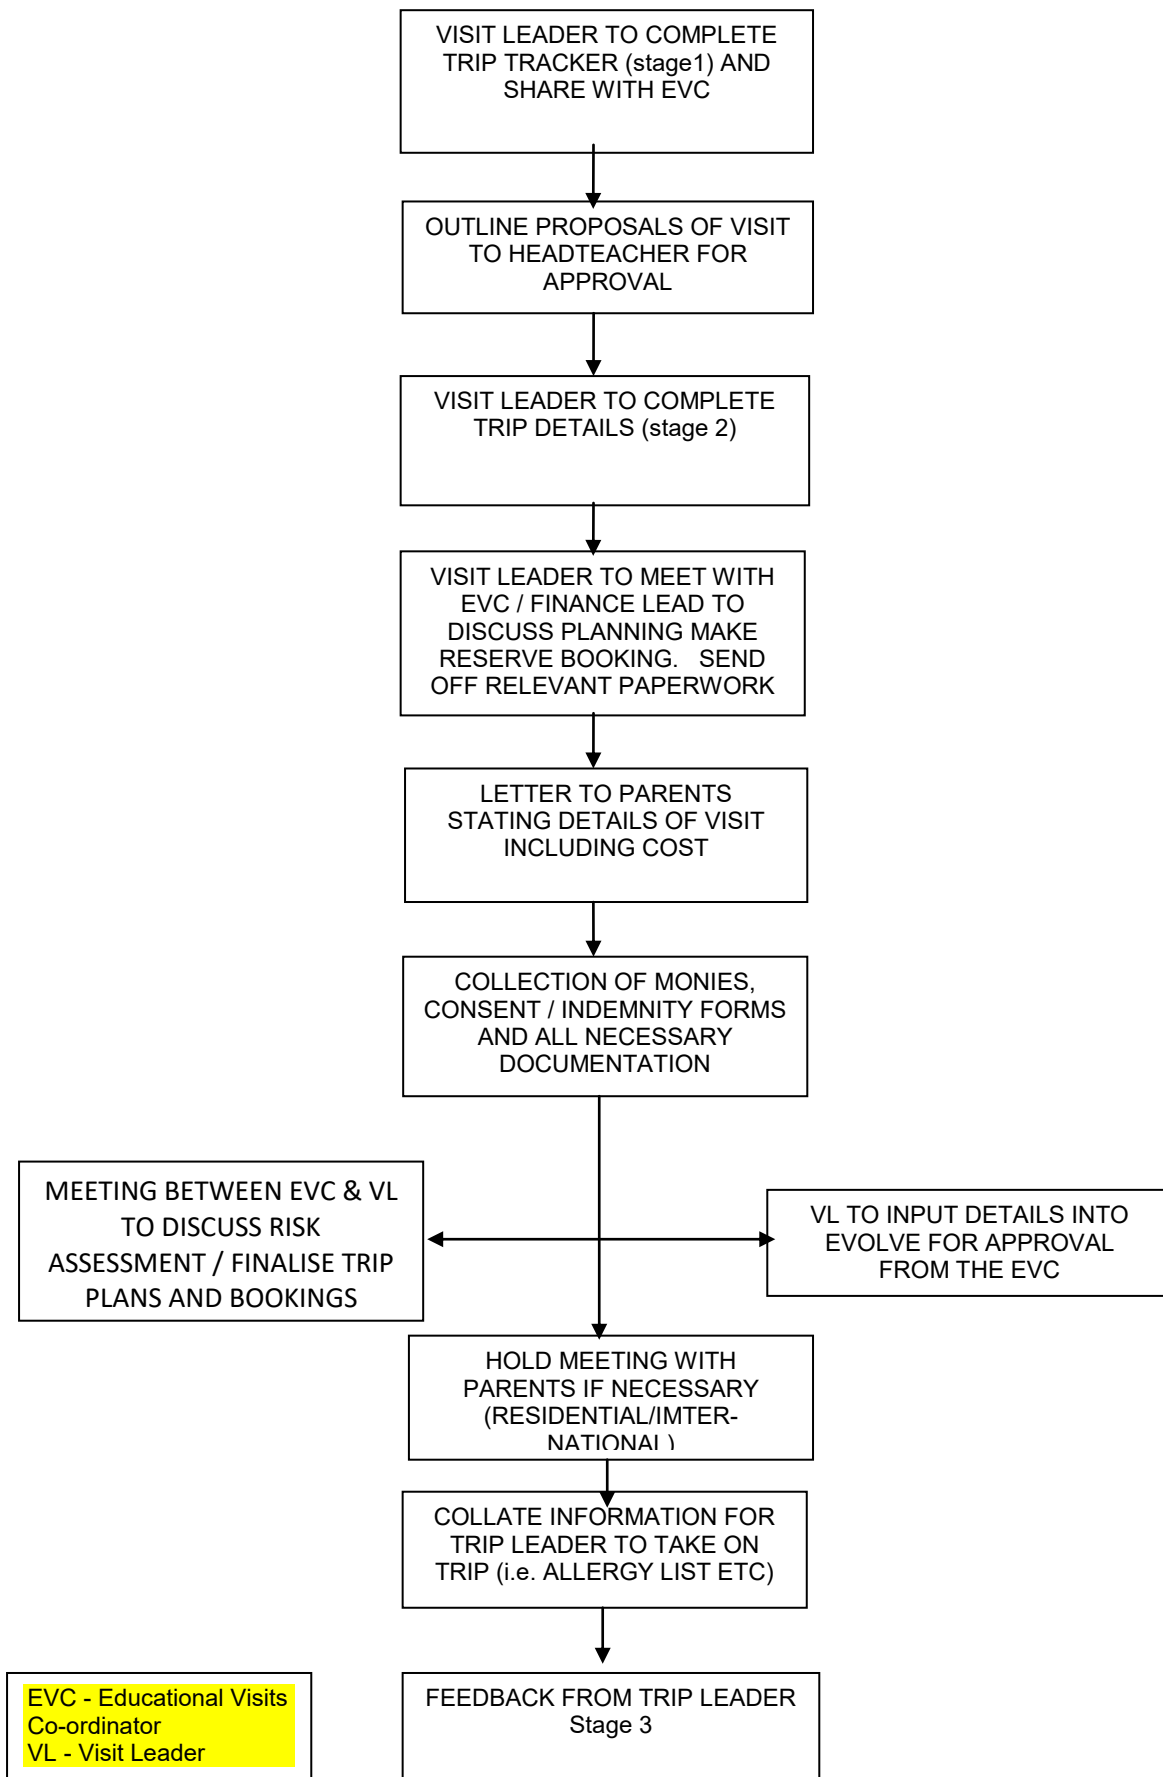 VISIT LEADER TO COMPLETE
TRIP TRACKER (stage1) AND
SHARE WITH EVC
OUTLINE PROPOSALS OF VISIT
TO HEADTEACHER FOR
APPROVAL
VISIT LEADER TO COMPLETE
TRIP DETAILS (stage 2)
VISIT LEADER TO MEET WITH
EVC / FINANCE LEAD TO
DISCUSS PLANNING MAKE
RESERVE BOOKING. SEND
OFF RELEVANT PAPERWORK
LETTER TO PARENTS
STATING DETAILS OF VISIT
INCLUDING COST
COLLECTION OF MONIES,
CONSENT / INDEMNITY FORMS
AND ALL NECESSARY
DOCUMENTATION
MEETING BETWEEN EVC & VL
TO DISCUSS RISK
ASSESSMENT / FINALISE TRIP
PLANS AND BOOKINGS
VL TO INPUT DETAILS INTO
EVOLVE FOR APPROVAL
FROM THE EVC
HOLD MEETING WITH
PARENTS IF NECESSARY
(RESIDENTIAL/IMTER-
NATIONAL)
COLLATE INFORMATION FOR
TRIP LEADER TO TAKE ON
TRIP (i.e. ALLERGY LIST ETC)
FEEDBACK FROM TRIP LEADER
Stage 3
EVC - Educational Visits
Co-ordinator
VL - Visit Leader